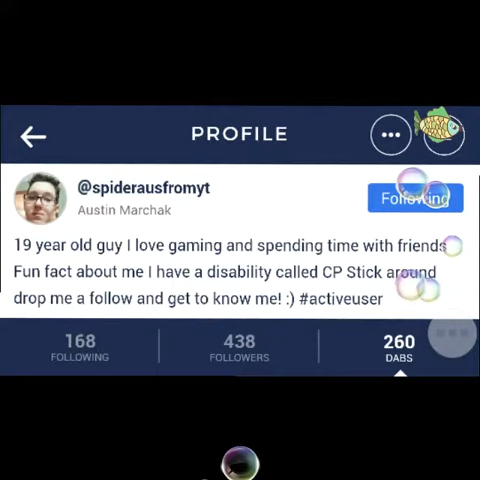 PROFILE
@spiderausfromyt
Following
Austin Marchak
19 year old guy I love gaming and spending time with friends
Fun fact about me I have a disability called CP Stick around
drop me a follow and get to know me! :) #activeuser
168 438 260
FOLLOWING FOLLOWERS DABS